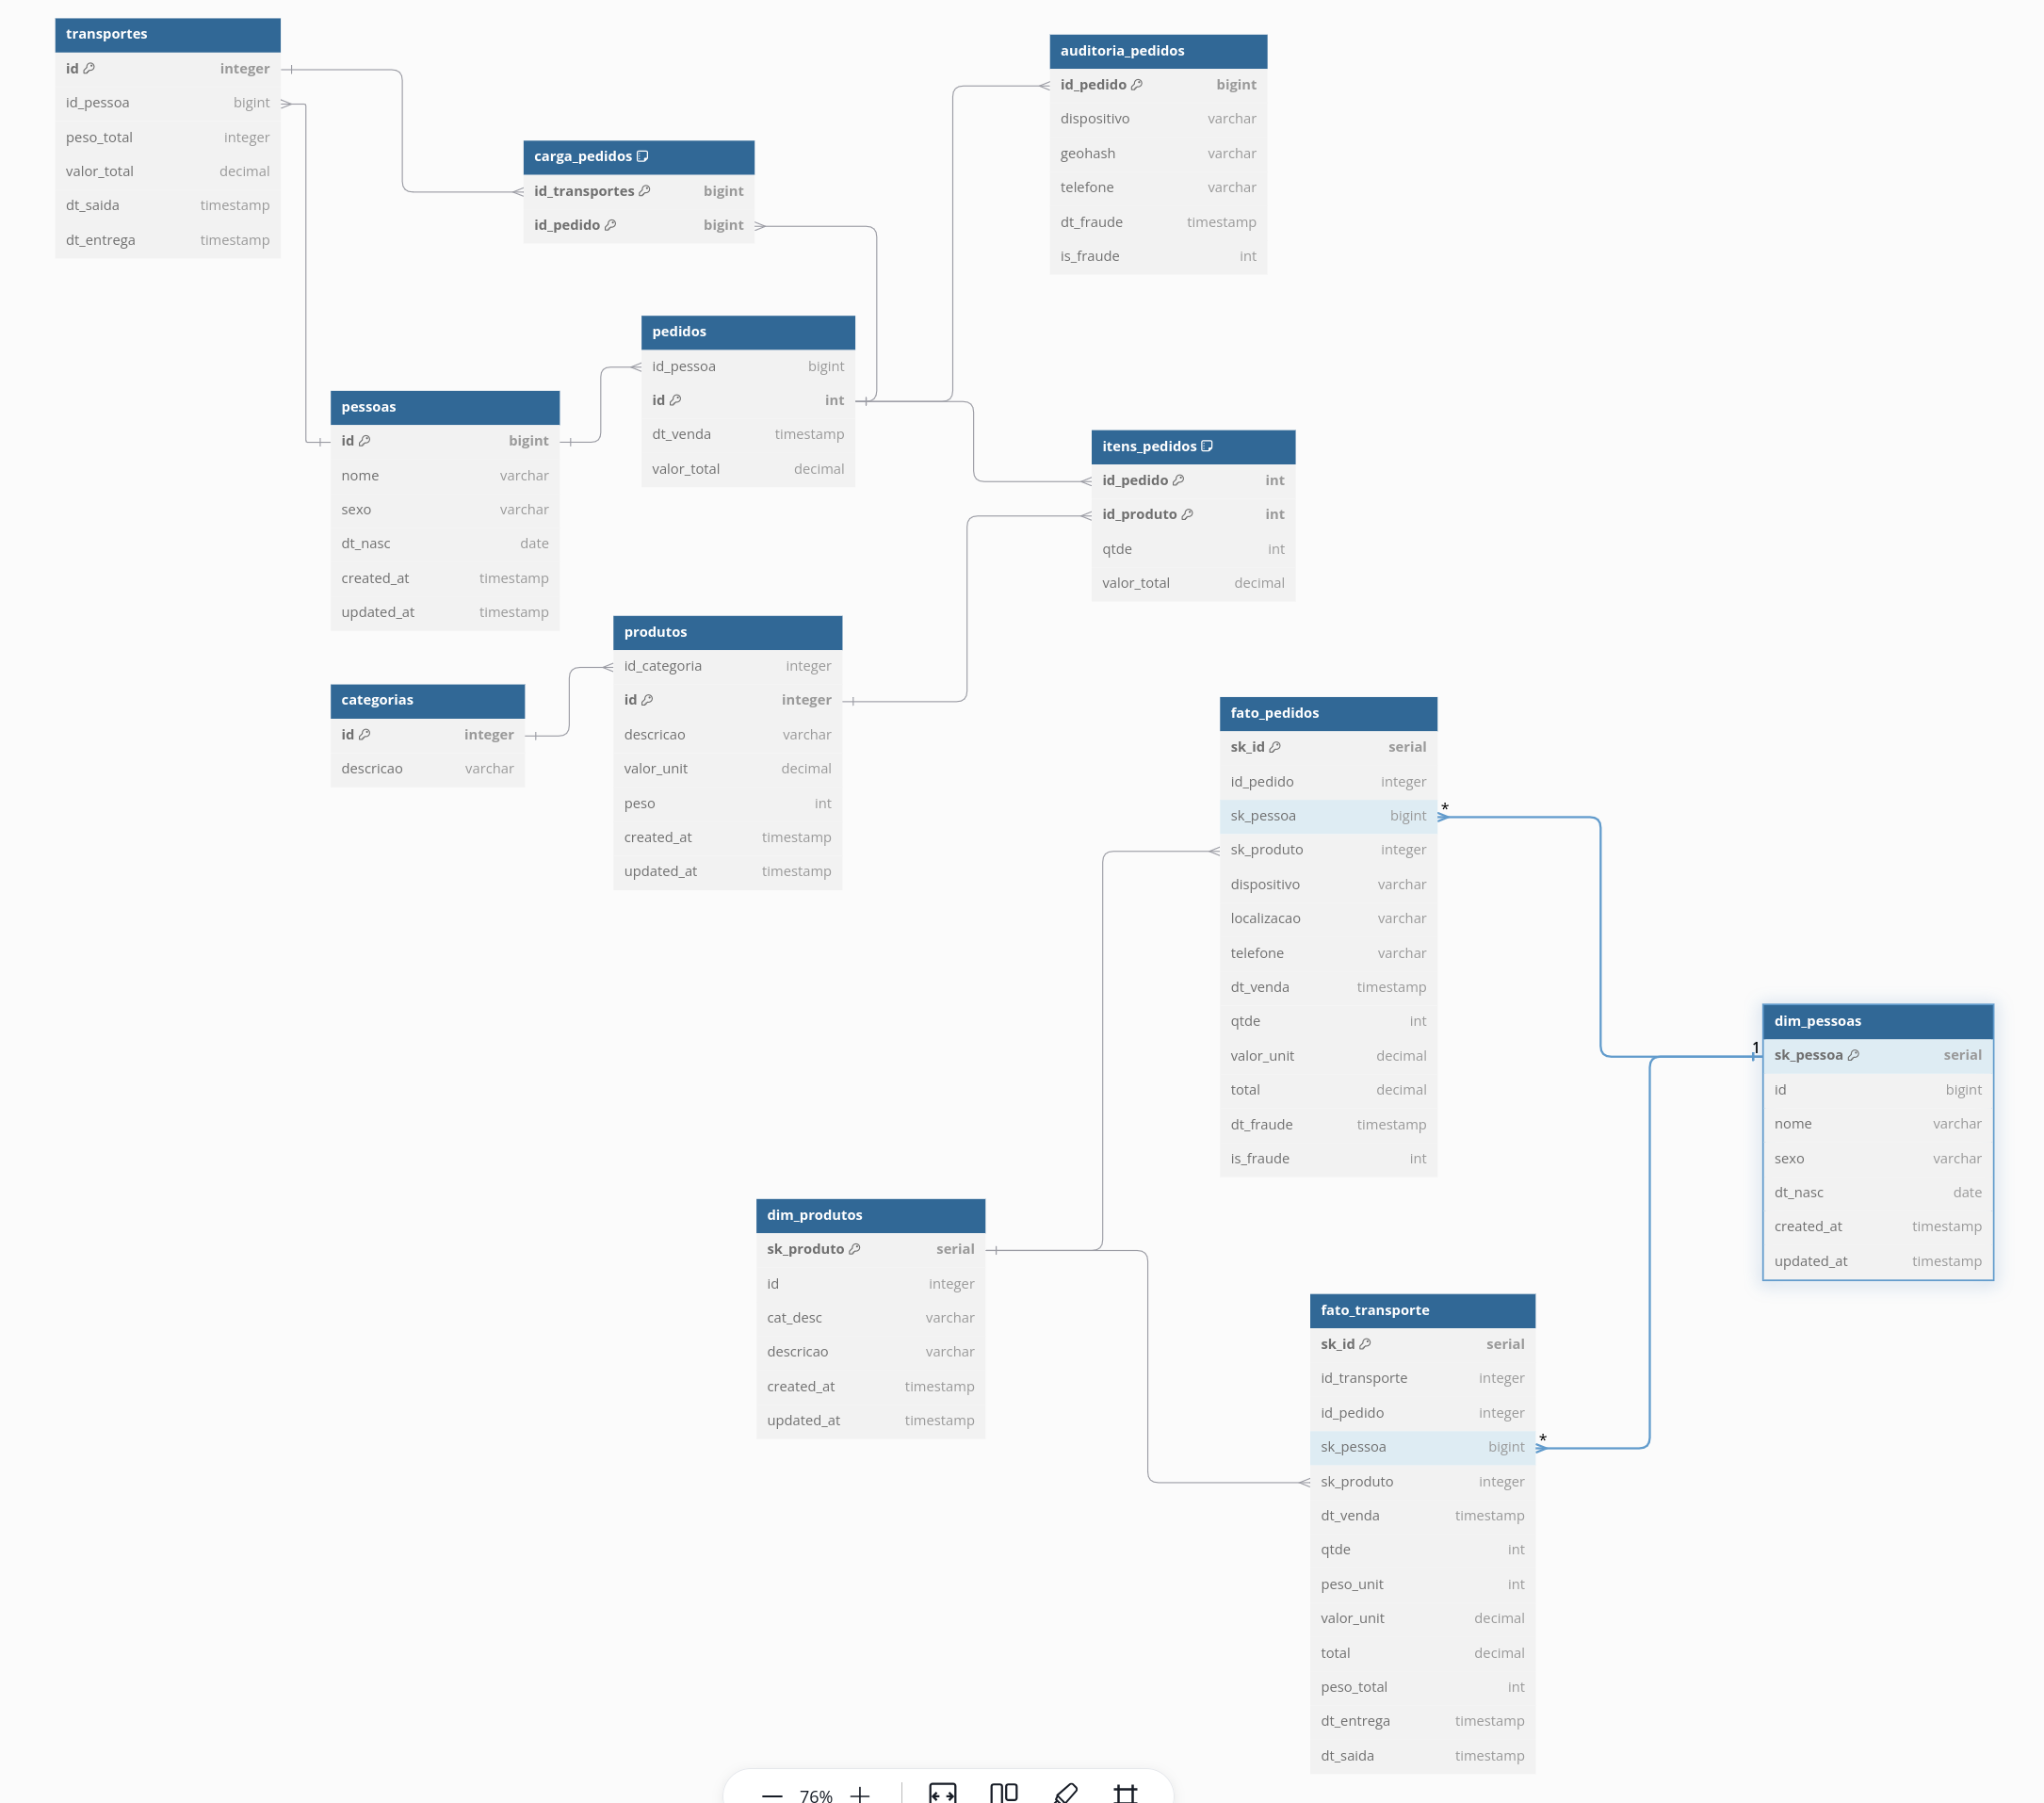 transportes
id integer
id_pessoa bigint
peso_total integer
valor_total decimal
dt_saida timestamp
dt_entrega timestamp
auditoria_pedidos
id_pedido bigint
dispositivo varchar
geohash varchar
telefone varchar
dt_fraude timestamp
is_fraude int
carga_pedidos
id_transportes bigint
id_pedido bigint
pedidos
id_pessoa bigint
id int
dt_venda timestamp
valor_total decimal
pessoas
id bigint
nome varchar
sexo varchar
dt_nasc date
created_at timestamp
updated_at timestamp
itens_pedidos
id_pedido int
id_produto int
qtde int
valor_total decimal
produtos
id_categoria integer
id integer
descricao varchar
valor_unit decimal
peso int
created_at timestamp
updated_at timestamp
categorias
id integer
descricao varchar
fato_pedidos
sk_id serial
id_pedido integer
sk_pessoa bigint *
sk_produto integer
dispositivo varchar
localizacao varchar
telefone varchar
dt_venda timestamp
qtde int
valor_unit decimal
total decimal
dt_fraude timestamp
is_fraude int
dim_pessoas
1 sk_pessoa serial
id bigint
nome varchar
sexo varchar
dt_nasc date
created_at timestamp
updated_at timestamp
dim_produtos
sk_produto serial
id integer
cat_desc varchar
descricao varchar
created_at timestamp
updated_at timestamp
fato_transporte
sk_id serial
id_transporte integer
id_pedido integer
sk_pessoa bigint *
sk_produto integer
dt_venda timestamp
qtde int
peso_unit int
valor_unit decimal
total decimal
peso_total int
dt_entrega timestamp
dt_saida timestamp
76%